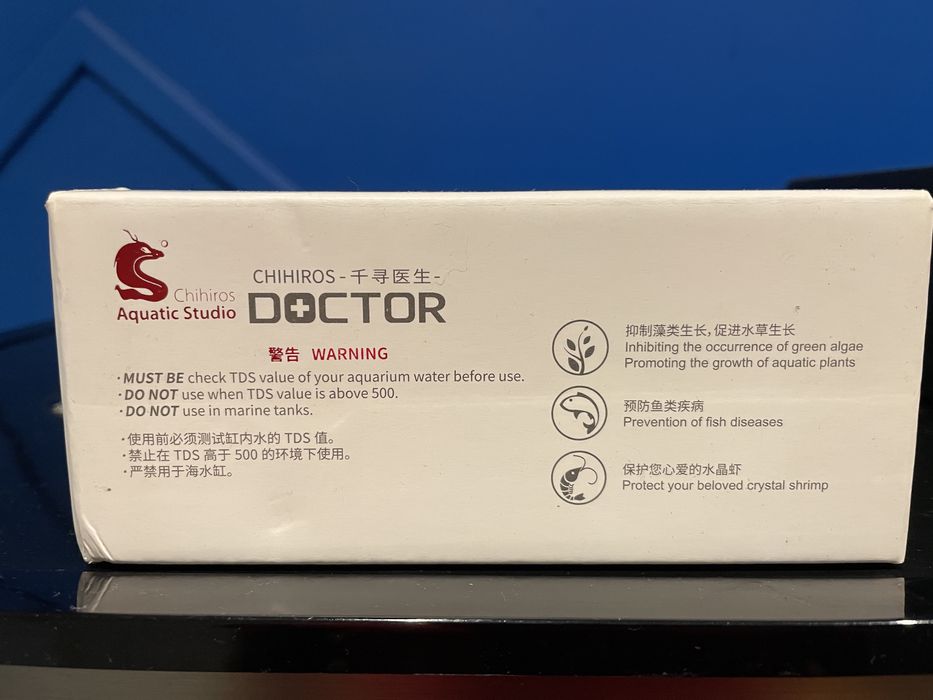 Chihiros
Aquatic Studio
CHIHIROS -千寻医生-
DOCTOR
警告 WARNING
·MUST BE check TDS value of your aquarium water before use.
·DO NOT use when TDS value is above 500.
·DO NOT use in marine tanks.
·使用前必须测试缸内水的 TDS 值。
·禁止在 TDS 高于 500 的环境下使用。
·严禁用于海水缸。
抑制藻类生长，促进水草生长
Inhibiting the occurrence of green algae
Promoting the growth of aquatic plants
预防鱼类疾病
Prevention of fish diseases
保护您心爱的水晶虾
Protect your beloved crystal shrimp